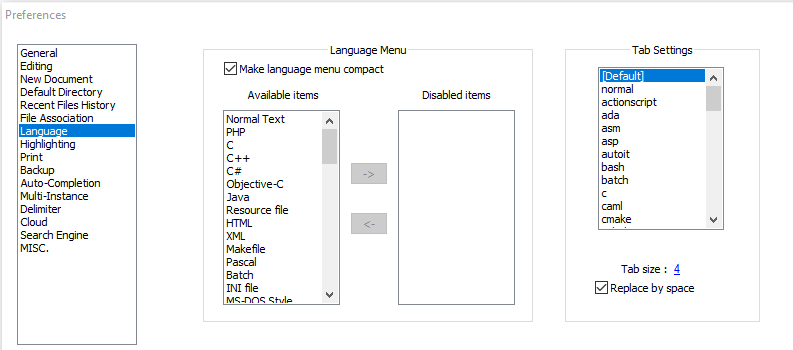 Preferences
General
Editing
New Document
Default Directory
Recent Files History
File Association
Language
Highlighting
Print
Backup
Auto-Completion
Multi-Instance
Delimiter
Cloud
Search Engine
MISC.
Language Menu
Make language menu compact
Available items
Disabled items
Normal Text
PHP
C
C++
C#
Objective-C
Java
Resource file
HTML
XML
Makefile
Pascal
Batch
INI file
MS-DOS Style
->
<-
Tab Settings
[Default]
normal
actionscript
ada
asm
asp
autoit
bash
batch
c
caml
cmake
Tab size : 4
Replace by space